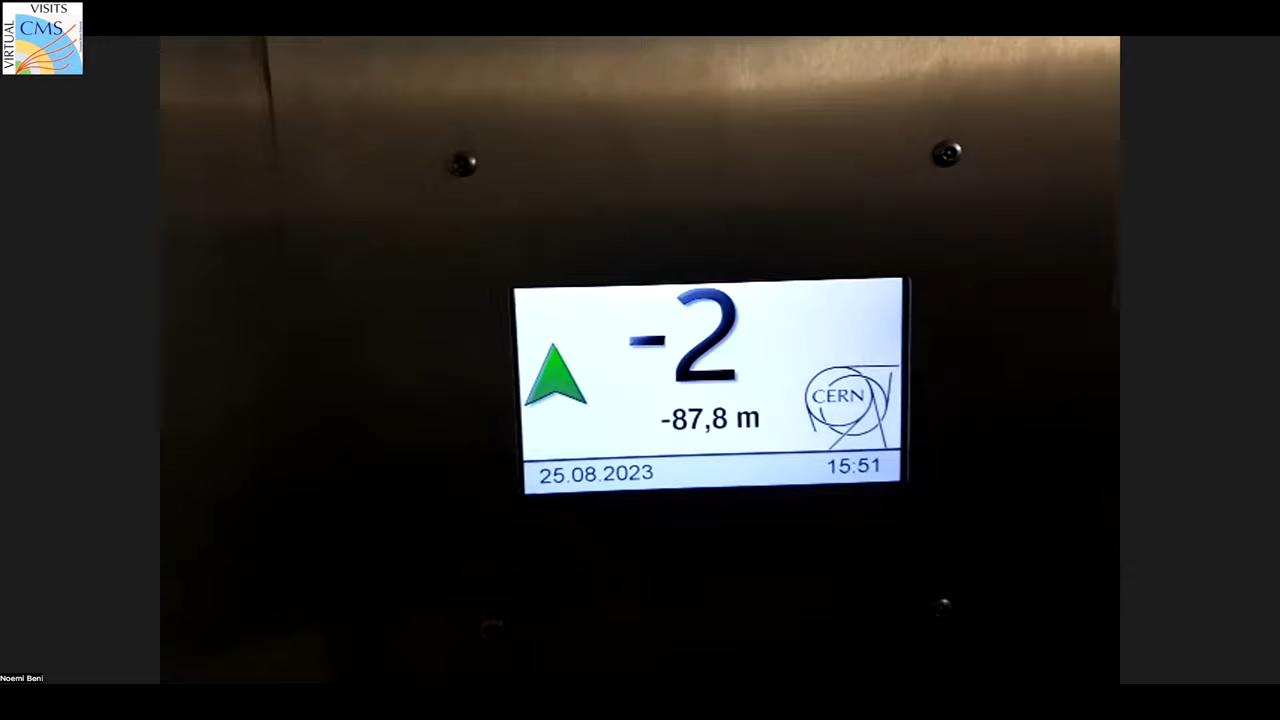 VISITS
VIRTUAL
CMS
-2
-87,8 m
CERN
25.08.2023
15:51
Noemi Beni